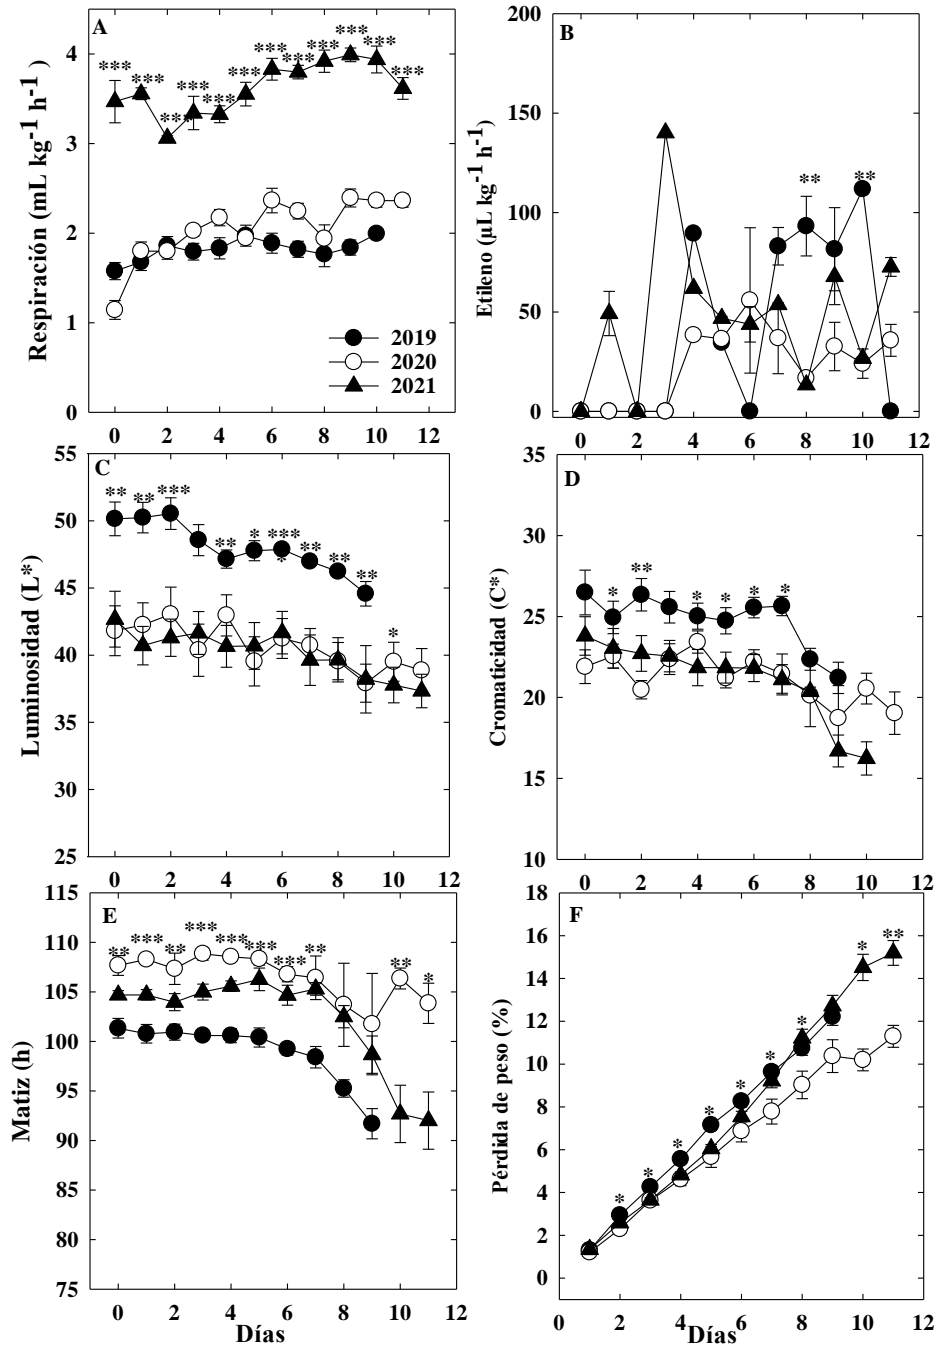 A
Respiración (mL kg-1 h-1)
4
3
2
1
0
*** *** *** *** *** *** *** *** *** *** *** ***
2019
2020
2021
0 2 4 6 8 10 12
B
Etileno (µL kg-1 h-1)
200
150
100
50
0
** **
0 2 4 6 8 10 12
C
Luminosidad (L*)
55
50
45
40
35
30
25
** ** *** ** * *** * ** ** ** *
0 2 4 6 8 10 12
D
Cromaticidad (C*)
35
30
25
20
15
10
* ** * * * *
0 2 4 6 8 10 12
E
Matiz (h)
115
110
105
100
95
90
85
80
75
** *** ** *** *** *** *** ** ** *
0 2 4 6 8 10 12
Días
F
Pérdida de peso (%)
18
16
14
12
10
8
6
4
2
0
* * * * * * * * **
0 2 4 6 8 10 12
Días